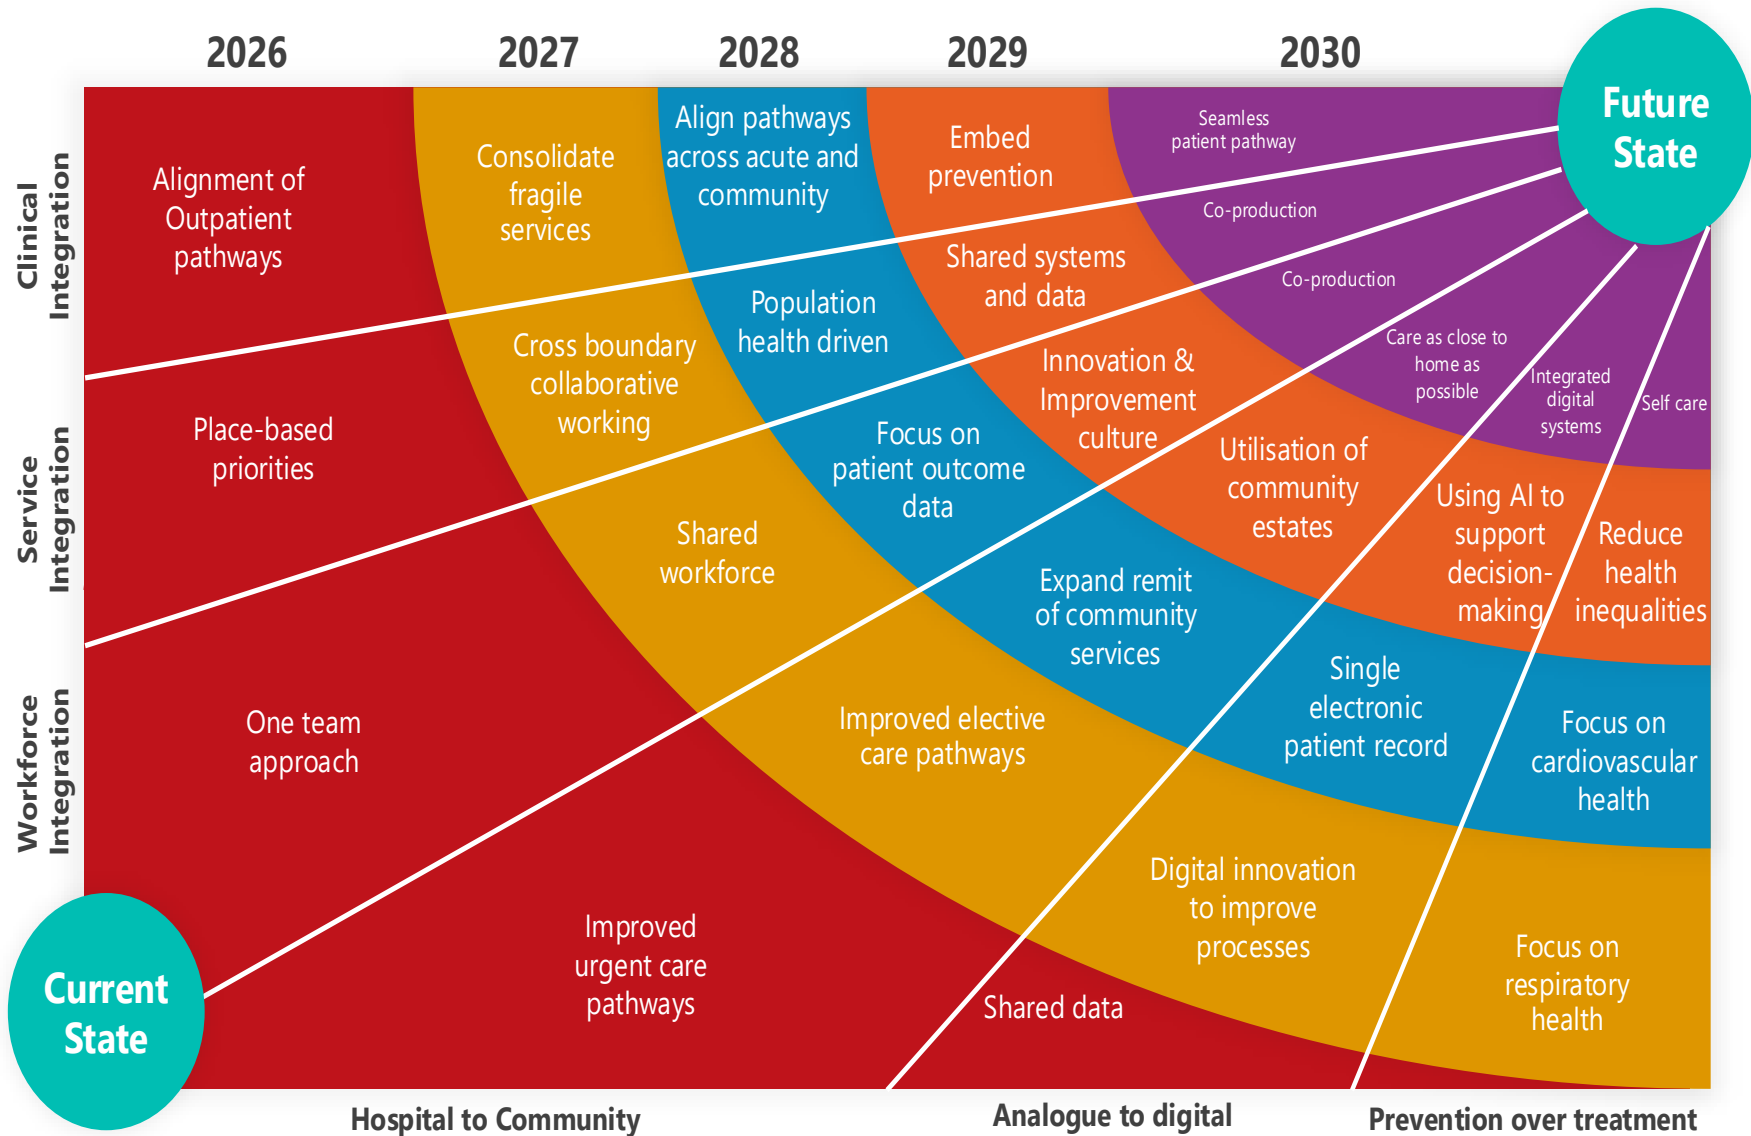 2026
2027
2028
2029
2030
Future
State
Clinical
Integration
Alignment of
Outpatient
pathways
Consolidate
fragile
services
Align pathways
across acute and
community
Embed
prevention
Seamless
patient pathway
Service
Integration
Place-based
priorities
Cross boundary
collaborative
working
Population
health driven
Shared systems
and data
Co-production
Workforce
Integration
One team
approach
Shared
workforce
Focus on
patient outcome
data
Innovation &
Improvement
culture
Co-production
Improved
urgent care
pathways
Improved elective
care pathways
Expand remit
of community
services
Utilisation of
community
estates
Care as close to
home as
possible
Shared data
Digital innovation
to improve
processes
Single
electronic
patient record
Using AI to
support
decision-
making
Integrated
digital
systems
Focus on
respiratory
health
Focus on
cardiovascular
health
Reduce
health
inequalities
Self care
Current
State
Hospital to Community
Analogue to digital
Prevention over treatment